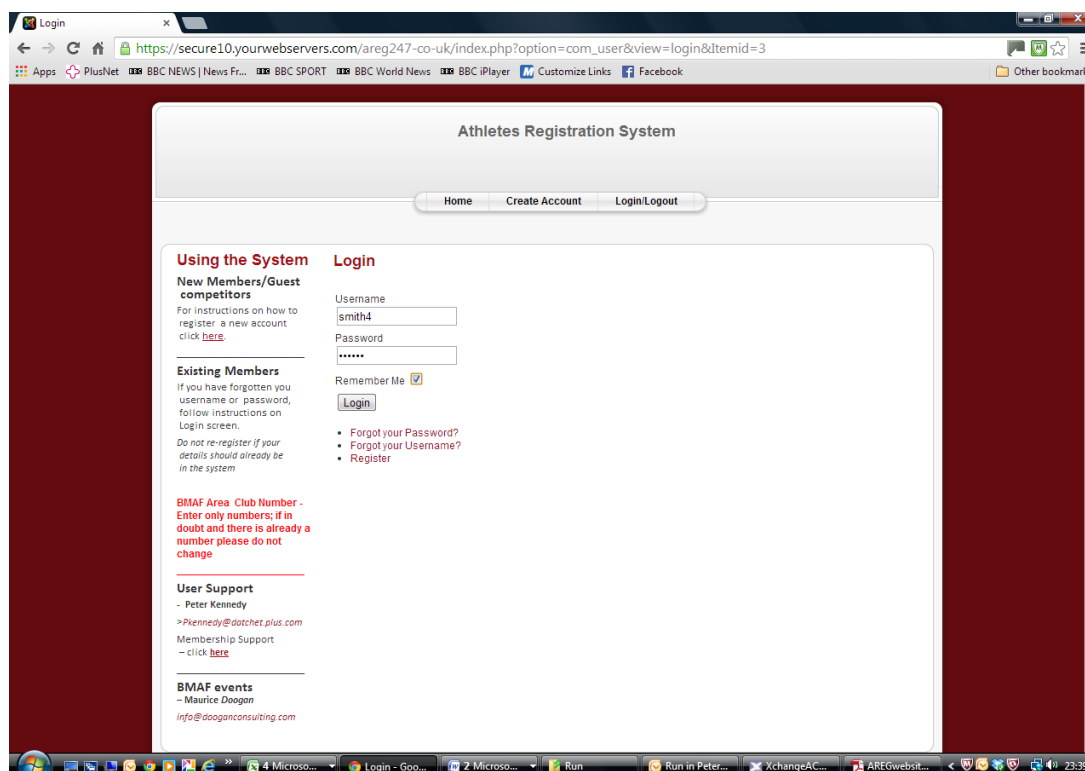 Login
https://secure10.yourwebservers.com/areg247-co-uk/index.php?option=com_user&view=login&Itemid=3
Apps PlusNet BBC NEWS | News Fr... BBC SPORT BBC World News BBC iPlayer Customize Links Facebook Other bookmark
Athletes Registration System
Home Create Account Login/Logout
Using the System
New Members/Guest
competitors
For instructions on how to
register a new account
click here.
Existing Members
If you have forgotten you
username or password,
follow instructions on
Login screen.
Do not re-register if your
details should already be
in the system
BMAF Area Club Number -
Enter only numbers; if in
doubt and there is already a
number please do not
change
User Support
- Peter Kennedy
>Pkennedy@datchet.plus.com
Membership Support
– click here
BMAF events
– Maurice Doogan
info@dooganconsulting.com
Login
Username
smith4
Password
••••••
Remember Me
Login
• Forgot your Password?
• Forgot your Username?
• Register
4 Microso... Login - Goo... 2 Microso... Run Run in Peter... XchangeAC... AREGwebsit...